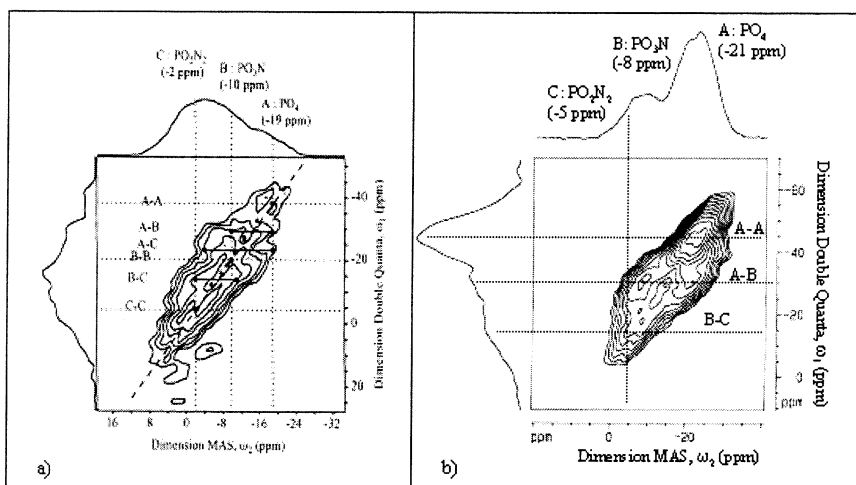 C : PO2N2
(-2 ppm)
B : PO3N
(-10 ppm)
A : PO4
(-19 ppm)
A-A
A-B
A-C
B-B
B-C
C-C
-40
-20
0
20
Dimension Double Quanta, ω1 (ppm)
16 8 0 -8 -16 -24 -32
Dimension MAS, ω2 (ppm)
a)
A : PO4
(-21 ppm)
B : PO3N
(-8 ppm)
C : PO2N2
(-5 ppm)
A-A
A-B
B-C
-60
-40
-20
0
ppm
Dimension Double Quanta, ω1 (ppm)
ppm 0 -20
Dimension MAS, ω2 (ppm)
b)